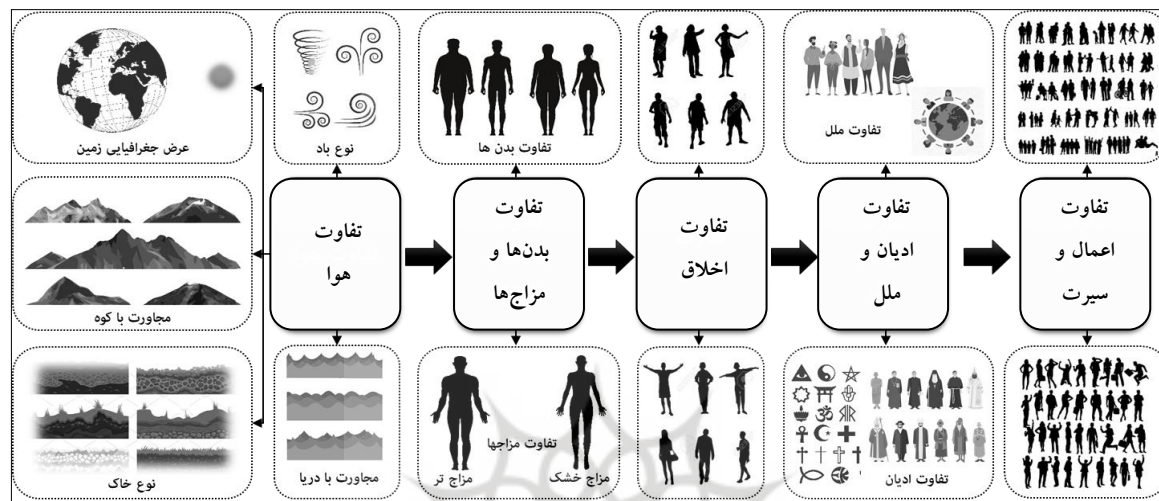 عرض جغرافیایی زمین
نوع باد
تفاوت بدن ها
تفاوت ملل
مجاورت با کوه
تفاوت
هوا
تفاوت
بدن‌ها و
مزاج‌ها
تفاوت
اخلاق
تفاوت
ادیان و
ملل
تفاوت
اعمال و
سیرت
نوع خاک
مجاورت با دریا
تفاوت مزاجها
مزاج تر
مزاج خشک
تفاوت ادیان